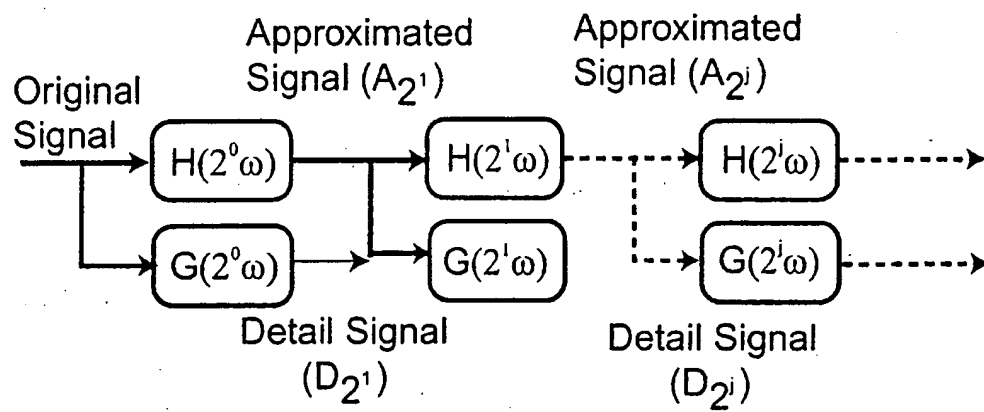 Approximated
Signal (A₂¹)
Approximated
Signal (A₂ʲ)
Original
Signal
H(2⁰ω)
H(2¹ω)
H(2ʲω)
G(2⁰ω)
G(2¹ω)
G(2ʲω)
Detail Signal
(D₂¹)
Detail Signal
(D₂ʲ)